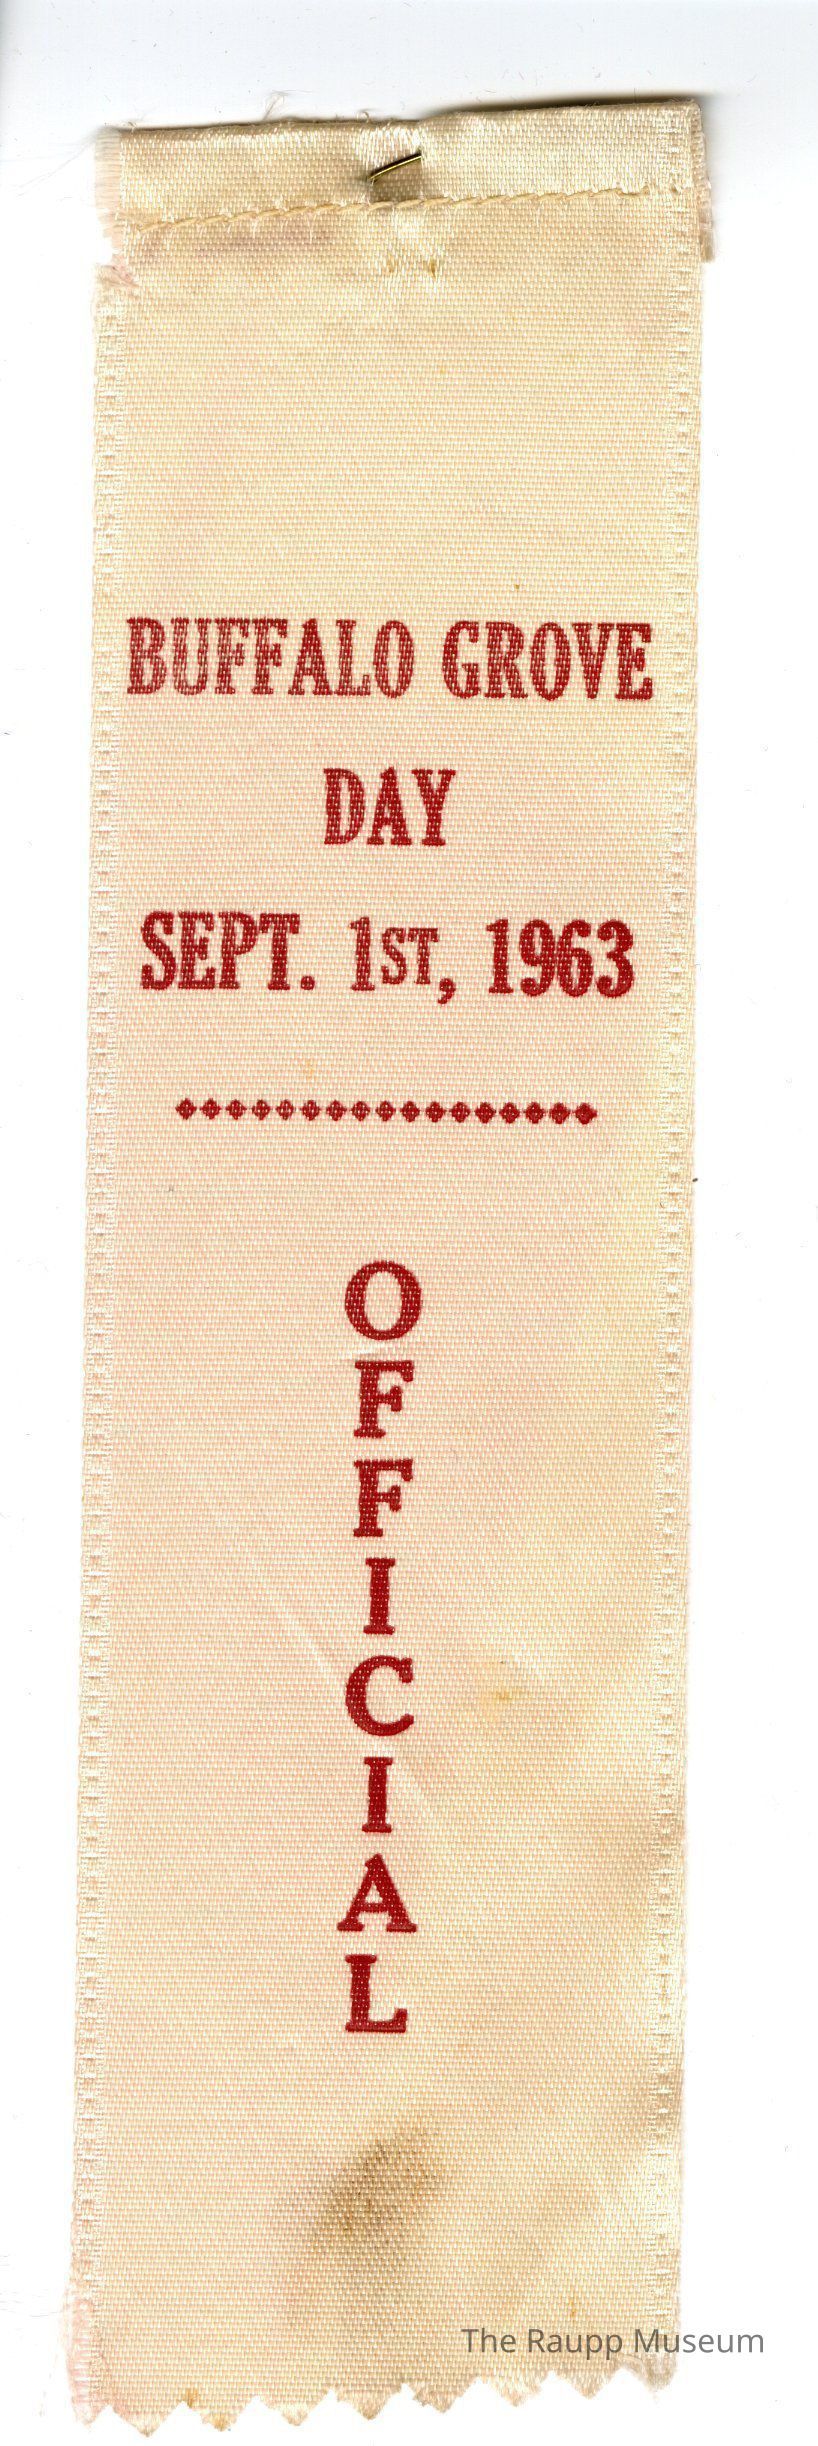 BUFFALO GROVE
DAY
SEPT. 1ST, 1963
OFFICIAL
The Raupp Museum